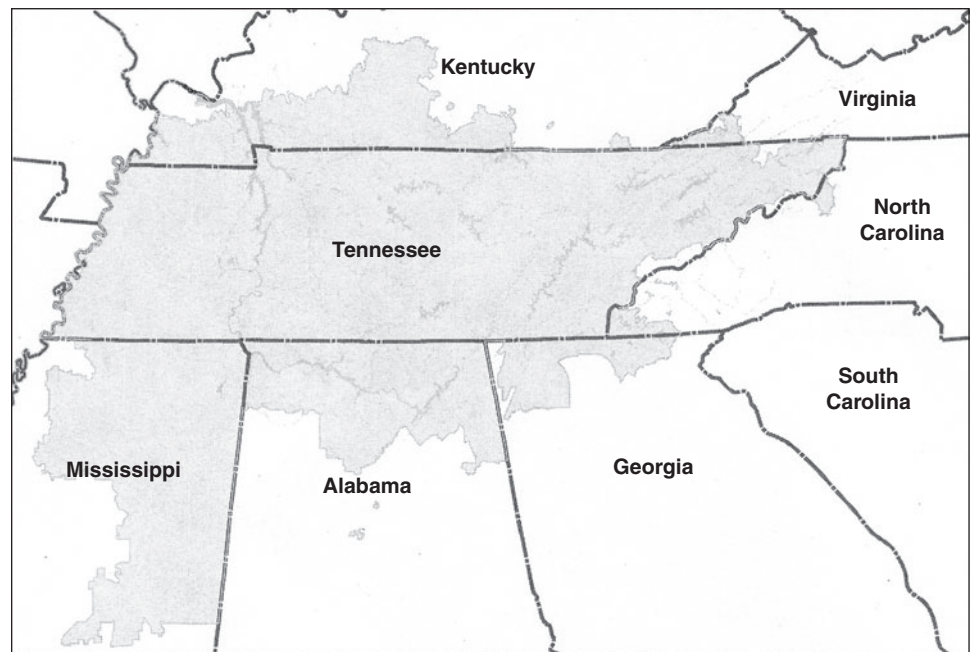 Kentucky
Virginia
North
Carolina
Tennessee
South
Carolina
Mississippi
Alabama
Georgia